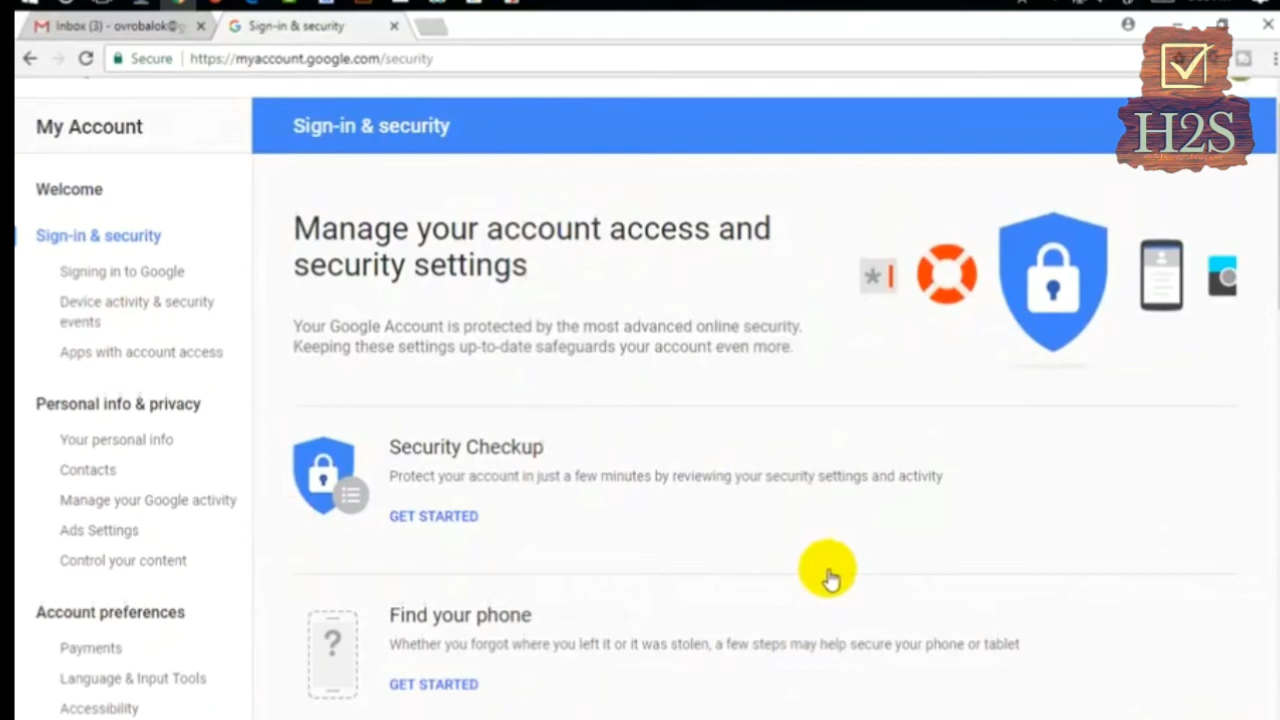 Inbox (3) - ovrobalok@g
Sign-in & security
Secure
https://myaccount.google.com/security
H2S
My Account
Sign-in & security
Welcome
Sign-in & security
Signing in to Google
Device activity & security
events
Apps with account access
Personal info & privacy
Your personal info
Contacts
Manage your Google activity
Ads Settings
Control your content
Account preferences
Payments
Language & Input Tools
Accessibility
Manage your account access and
security settings
Your Google Account is protected by the most advanced online security.
Keeping these settings up-to-date safeguards your account even more.
Security Checkup
Protect your account in just a few minutes by reviewing your security settings and activity
GET STARTED
Find your phone
Whether you forgot where you left it or it was stolen, a few steps may help secure your phone or tablet
GET STARTED